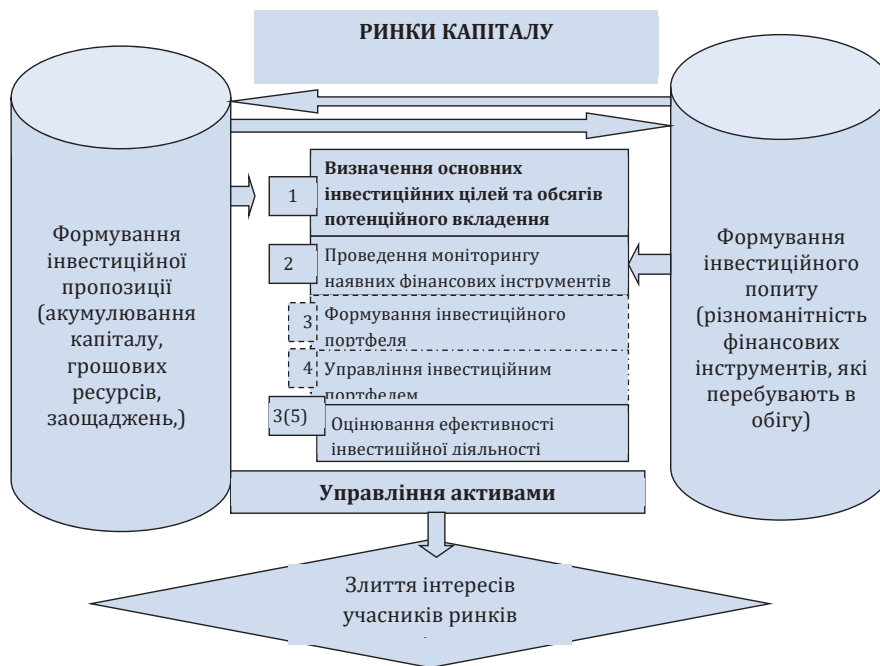 РИНКИ КАПІТАЛУ
Формування
інвестиційної
пропозиції
(акумулювання
капіталу,
грошових
ресурсів,
заощаджень,)
1
Визначення основних
інвестиційних цілей та обсягів
потенційного вкладення
2
Проведення моніторингу
наявних фінансових інструментів
3
Формування інвестиційного
портфеля
4
Управління інвестиційним
портфелем
3(5)
Оцінювання ефективності
інвестиційної діяльності
Формування
інвестиційного
попиту
(різноманітність
фінансових
інструментів, які
перебувають в
обігу)
Управління активами
Злиття інтересів
учасників ринків